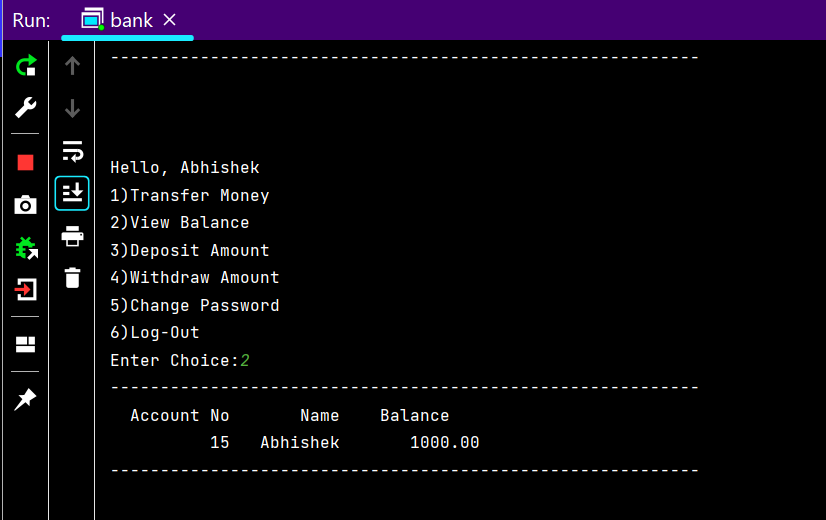 Run: bank
-----------------------------------------------------------
Hello, Abhishek
1)Transfer Money
2)View Balance
3)Deposit Amount
4)Withdraw Amount
5)Change Password
6)Log-Out
Enter Choice:2
-----------------------------------------------------------
  Account No       Name    Balance
          15   Abhishek       1000.00
-----------------------------------------------------------